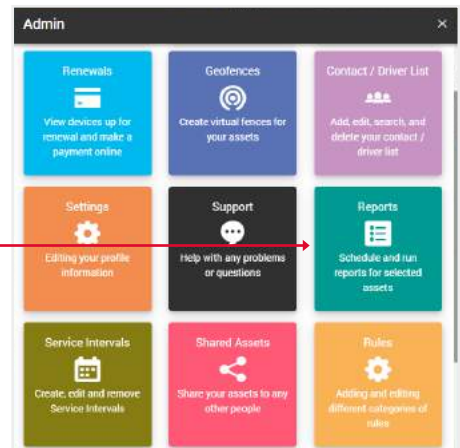 Admin
Renewals
View devices up for
renewal and make a
payment online
Geofences
Create virtual fences for
your assets
Contact / Driver List
Add, edit, search, and
delete your contact /
driver list
Settings
Editing your profile
information
Support
Help with any problems
or questions
Reports
Schedule and run
reports for selected
assets
Service Intervals
Create, edit and remove
Service Intervals
Shared Assets
Share your assets to any
other people
Rules
Adding and editing
different categories of
rules